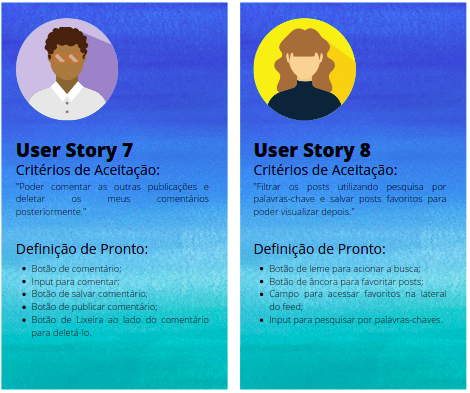 User Story 7
Critérios de Aceitação:
"Poder comentar as outras publicações e
deletar os meus comentários
posteriormente."
Definição de Pronto:
Botão de comentário;
Input para comentar;
Botão de salvar comentário;
Botão de publicar comentário;
Botão de Lixeira ao lado do comentário
para deletá-lo.
User Story 8
Critérios de Aceitação:
"Filtrar os posts utilizando pesquisa por
palavras-chave e salvar posts favoritos para
poder visualizar depois."
Definição de Pronto:
Botão de leme para acionar a busca;
Botão de âncora para favoritar posts;
Campo para acessar favoritos na lateral
do feed;
Input para pesquisar por palavras-chaves.